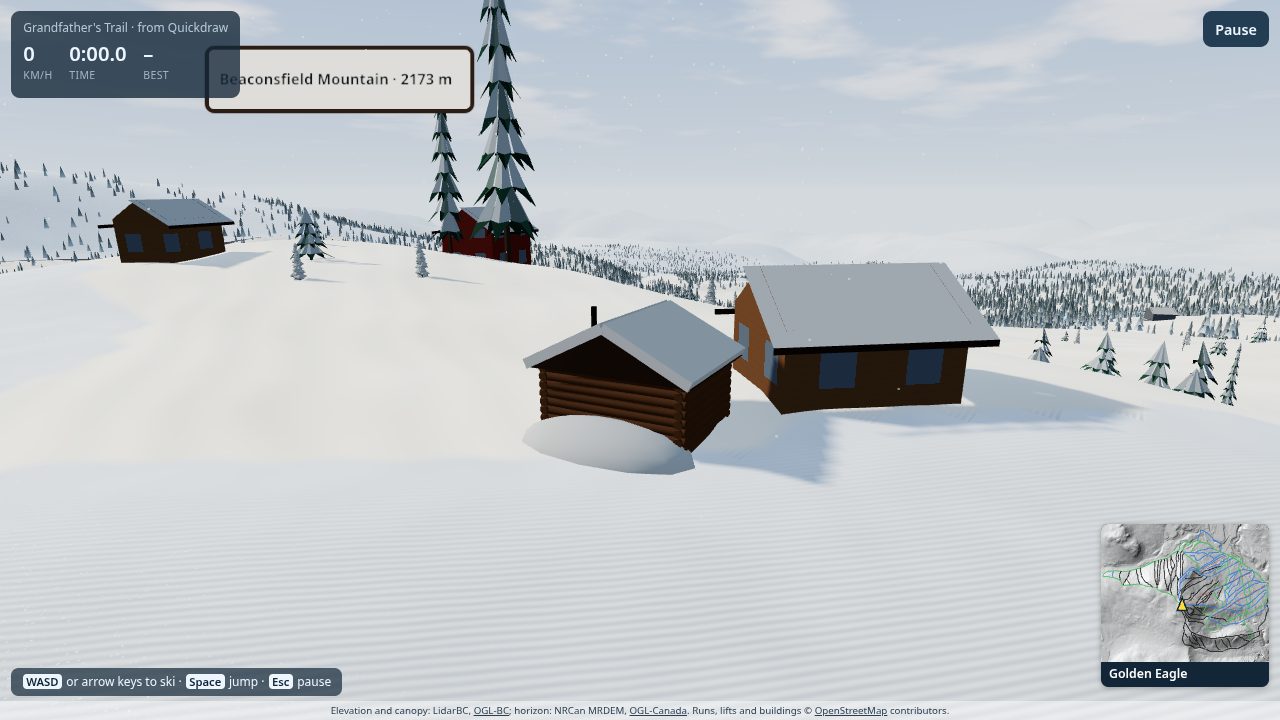 Grandfather's Trail · from Quickdraw
0 0:00.0 –
KM/H TIME BEST
Pause
Beaconsfield Mountain · 2173 m
Golden Eagle
WASD or arrow keys to ski · Space jump · Esc pause
Elevation and canopy: LidarBC, OGL-BC; horizon: NRCan MRDEM, OGL-Canada. Runs, lifts and buildings © OpenStreetMap contributors.